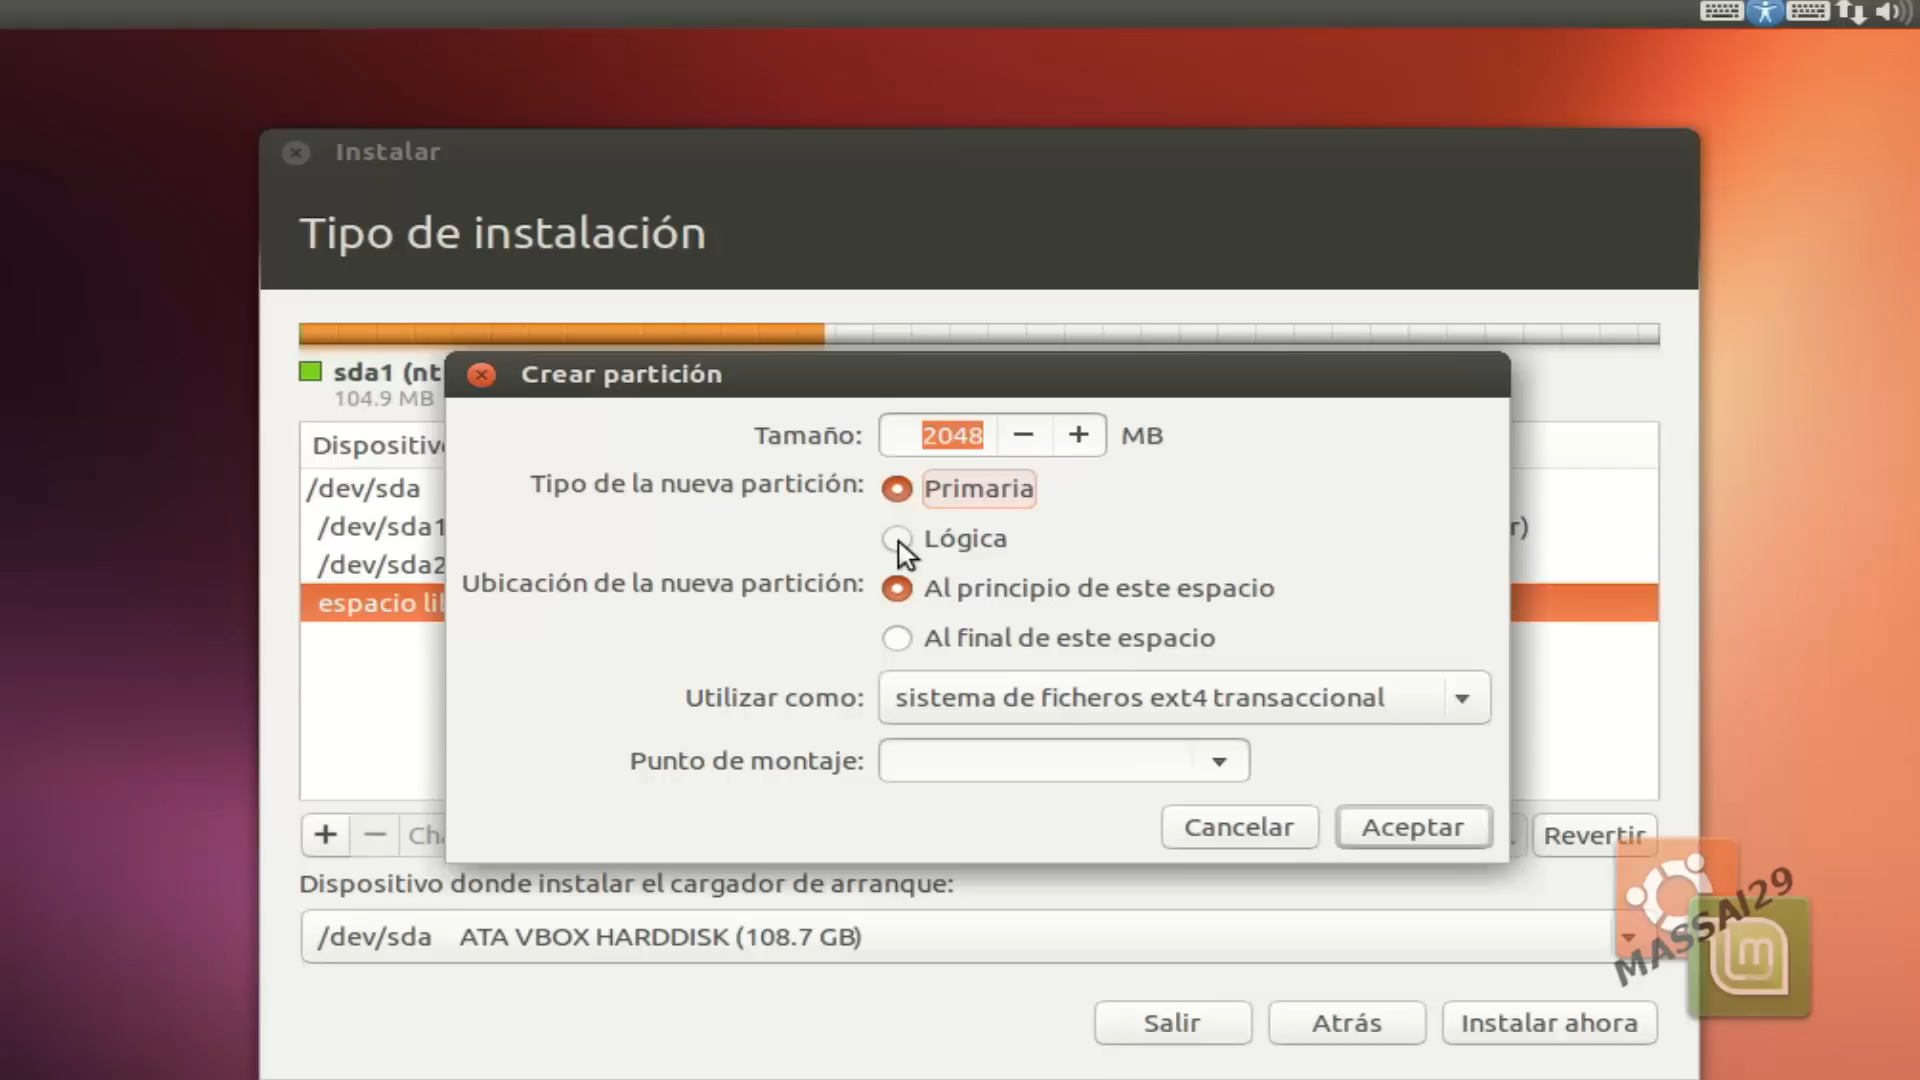 Instalar
Tipo de instalación
sda1 (nt
104.9 MB
Crear partición
Tamaño: 2048 − + MB
Tipo de la nueva partición: Primaria
Lógica
Ubicación de la nueva partición: Al principio de este espacio
Al final de este espacio
Utilizar como: sistema de ficheros ext4 transaccional
Punto de montaje:
Cancelar Aceptar
Dispositivo
/dev/sda
/dev/sda1 r)
/dev/sda2
espacio lib
+ − Cha Revertir
Dispositivo donde instalar el cargador de arranque:
/dev/sda ATA VBOX HARDDISK (108.7 GB)
MASSAI29
Salir Atrás Instalar ahora